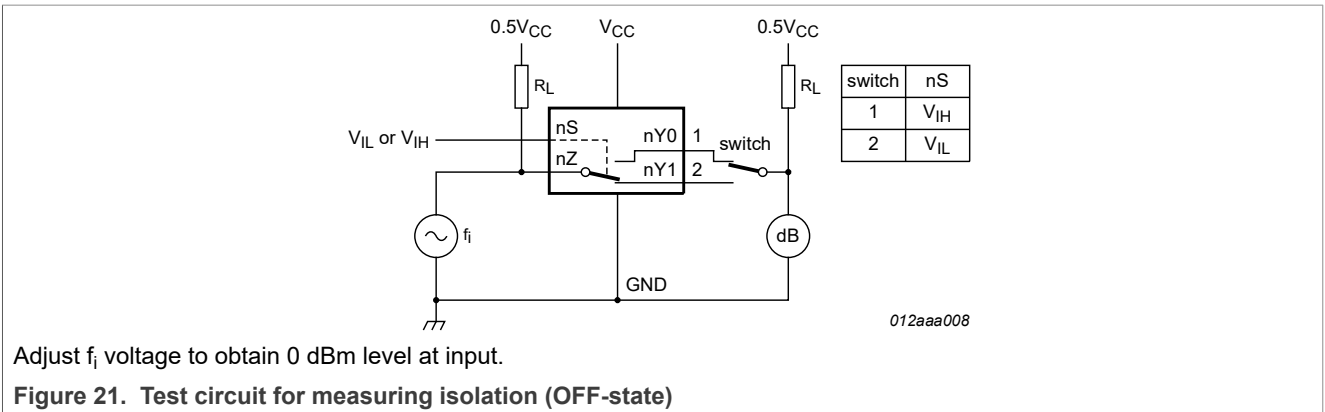 0.5VCC VCC 0.5VCC
RL RL
switch nS
1 VIH
2 VIL
VIL or VIH
nS
nZ
nY0 1
nY1 2
switch
fi
dB
GND
012aaa008
Adjust fi voltage to obtain 0 dBm level at input.
Figure 21. Test circuit for measuring isolation (OFF-state)